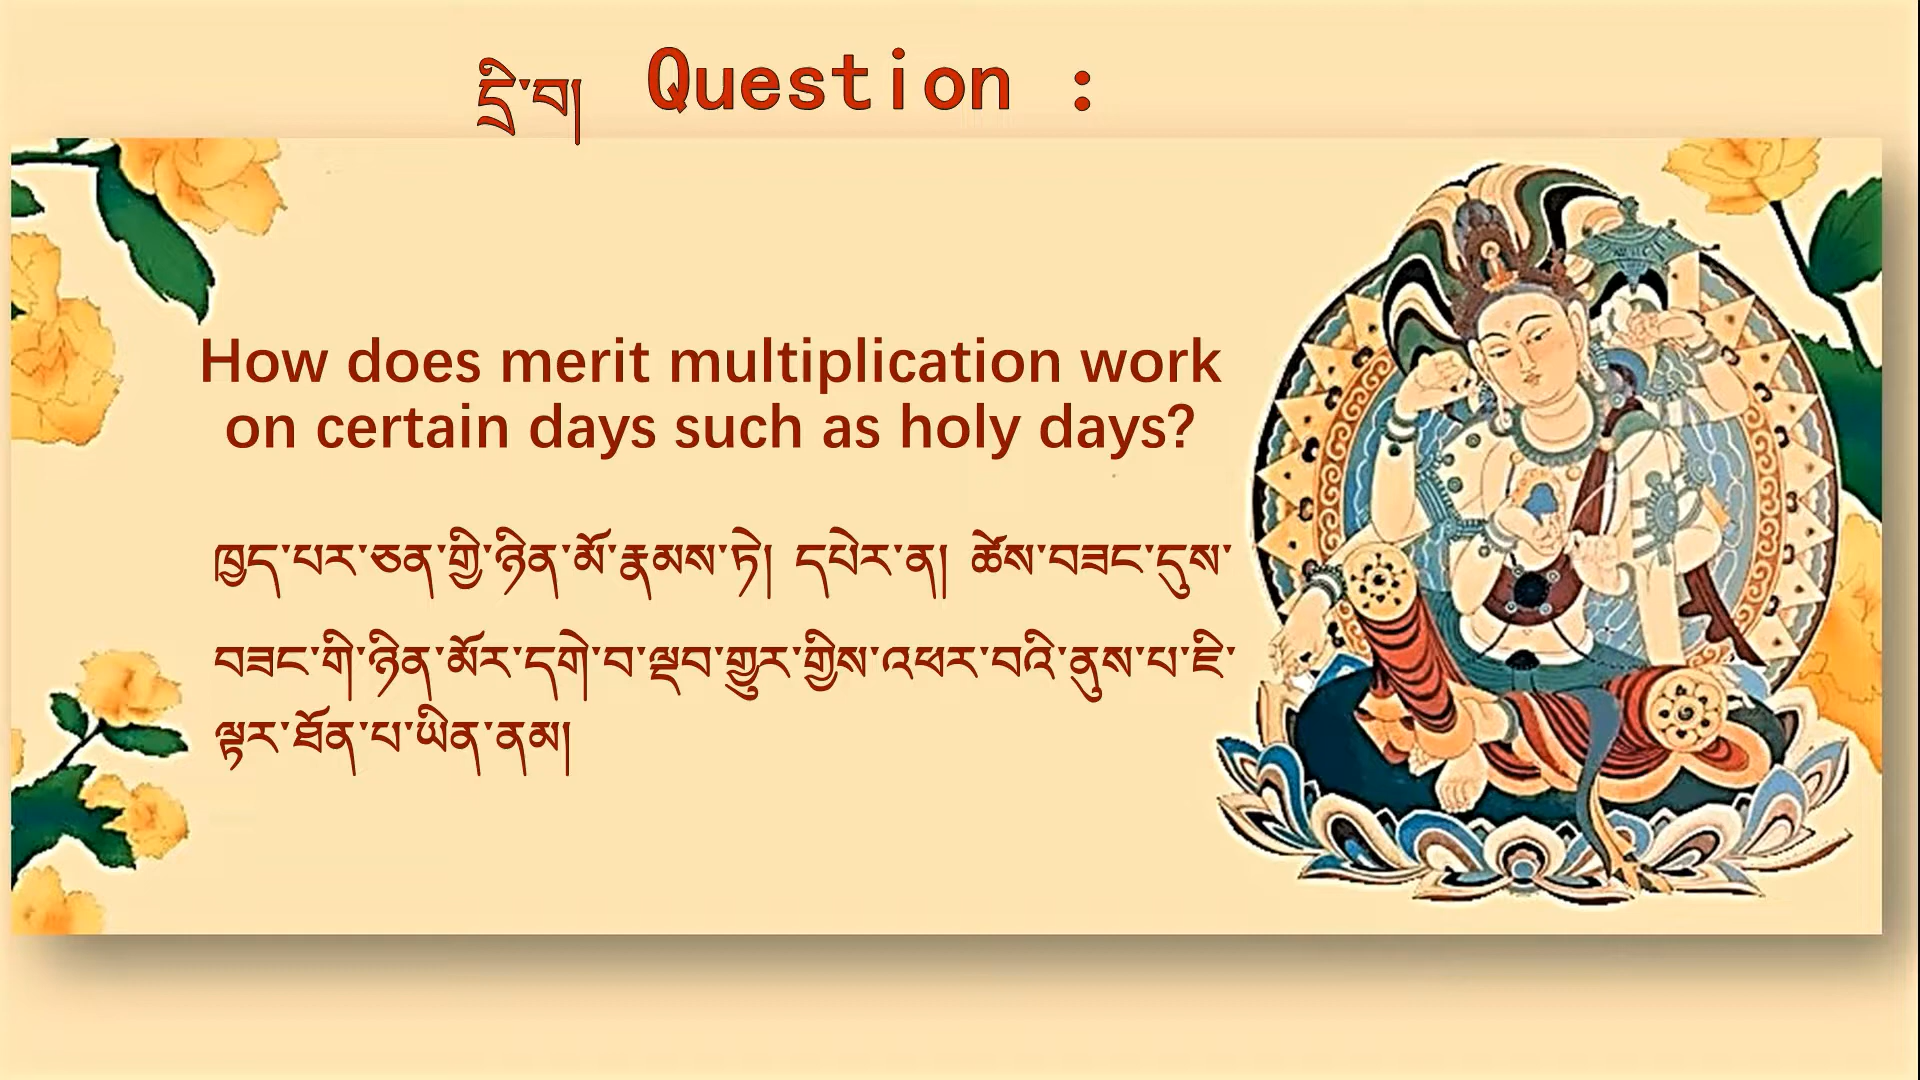 དྲི་བ། Question :
How does merit multiplication work
on certain days such as holy days?
ཁྱད་པར་ཅན་གྱི་ཉིན་མོ་རྣམས་ཏེ། དཔེར་ན། ཚེས་བཟང་དུས་
བཟང་གི་ཉིན་མོར་དགེ་བ་ལྡབ་གྱུར་གྱིས་འཕར་བའི་ནུས་པ་ཇི་
ལྟར་ཐོན་པ་ཡིན་ནམ།